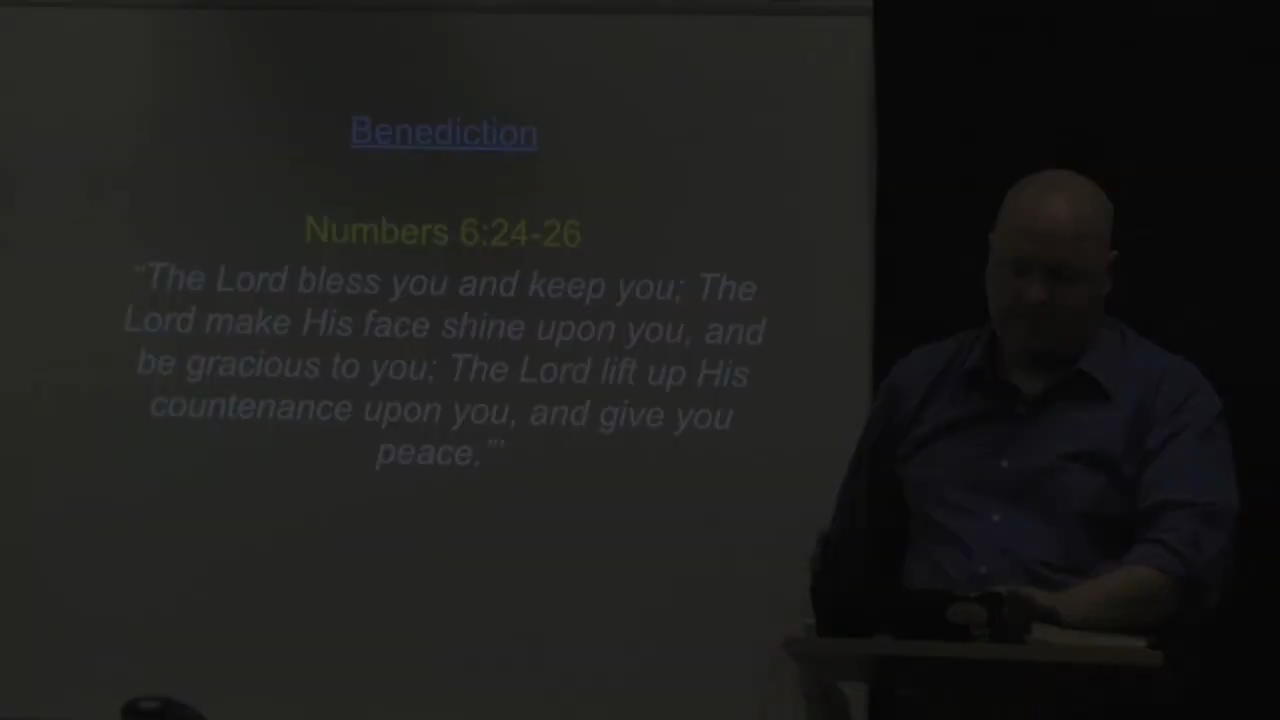 Benediction
Numbers 6:24-26
“The Lord bless you and keep you; The
Lord make His face shine upon you, and
be gracious to you; The Lord lift up His
countenance upon you, and give you
peace.”’